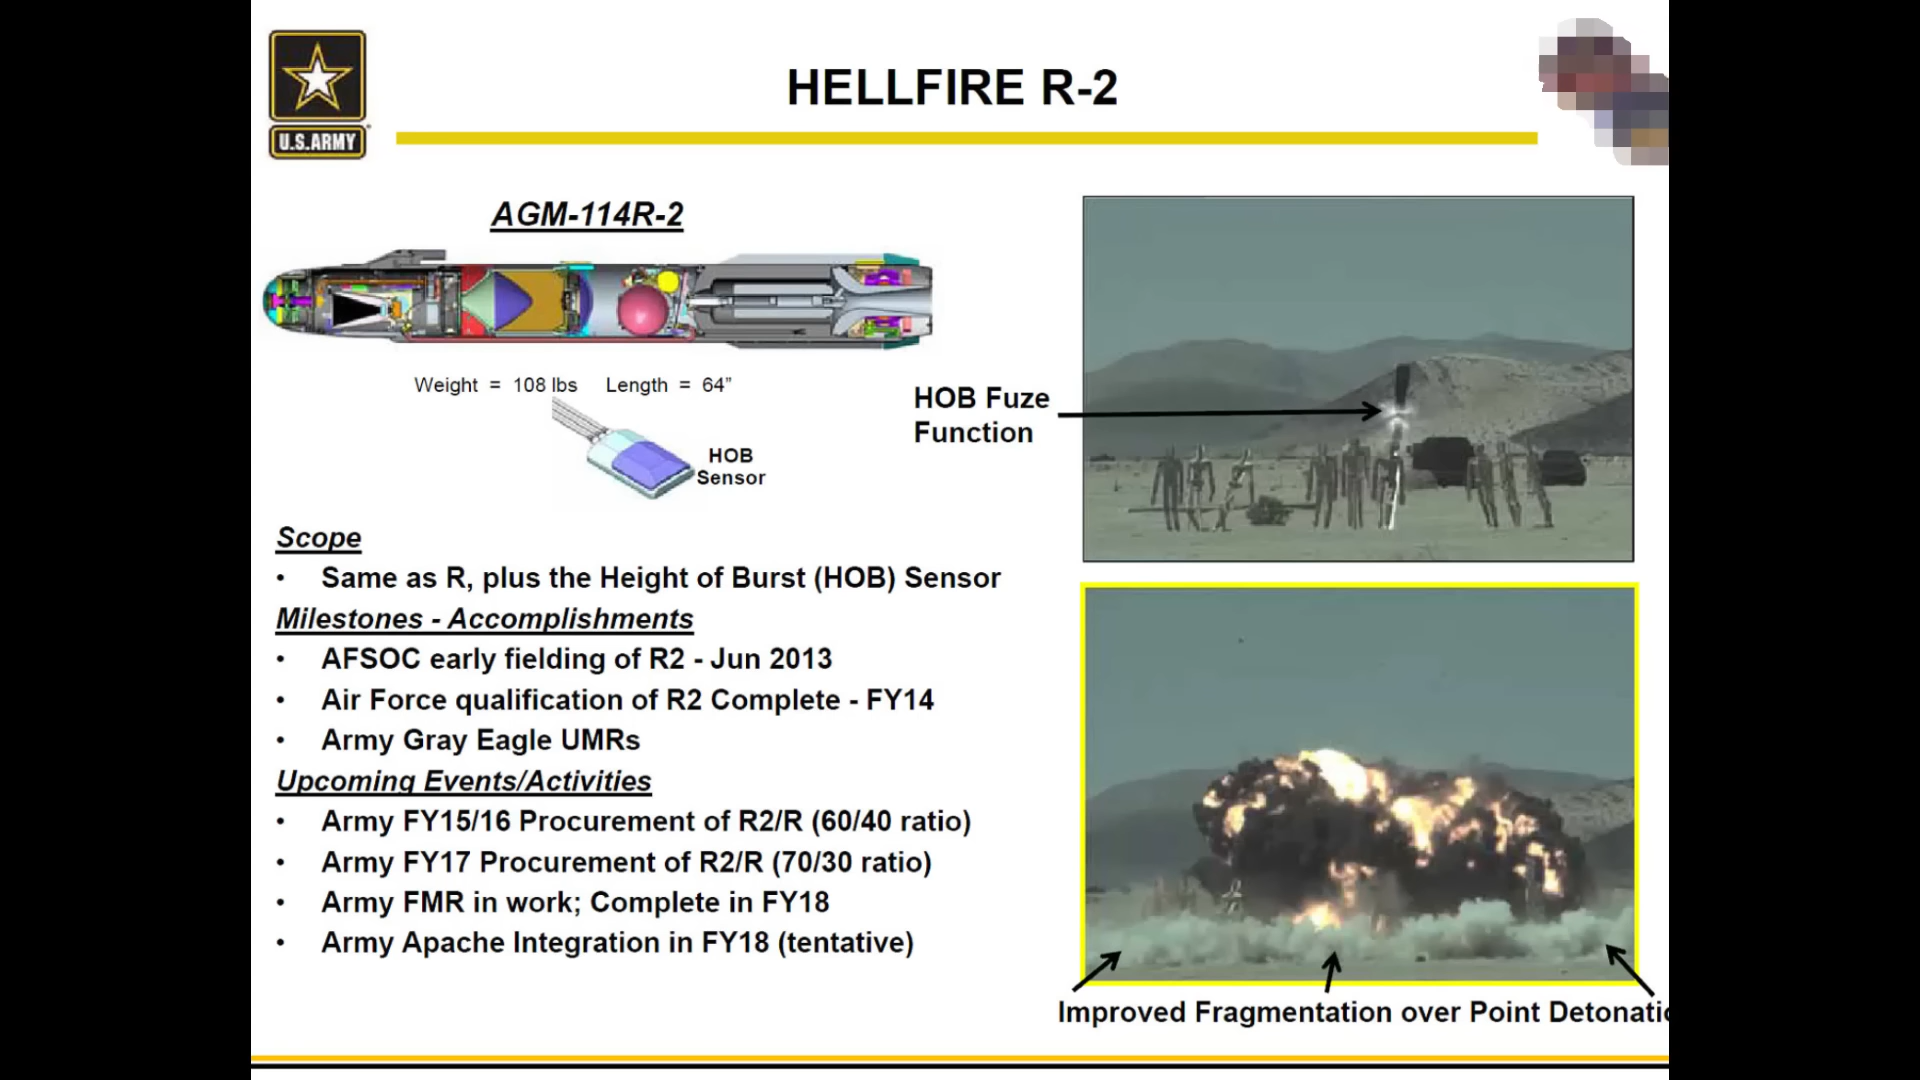 HELLFIRE R-2
U.S.ARMY
AGM-114R-2
Weight = 108 lbs Length = 64"
HOB
Sensor
HOB Fuze
Function
Scope
• Same as R, plus the Height of Burst (HOB) Sensor
Milestones - Accomplishments
• AFSOC early fielding of R2 - Jun 2013
• Air Force qualification of R2 Complete - FY14
• Army Gray Eagle UMRs
Upcoming Events/Activities
• Army FY15/16 Procurement of R2/R (60/40 ratio)
• Army FY17 Procurement of R2/R (70/30 ratio)
• Army FMR in work; Complete in FY18
• Army Apache Integration in FY18 (tentative)
Improved Fragmentation over Point Detonatio